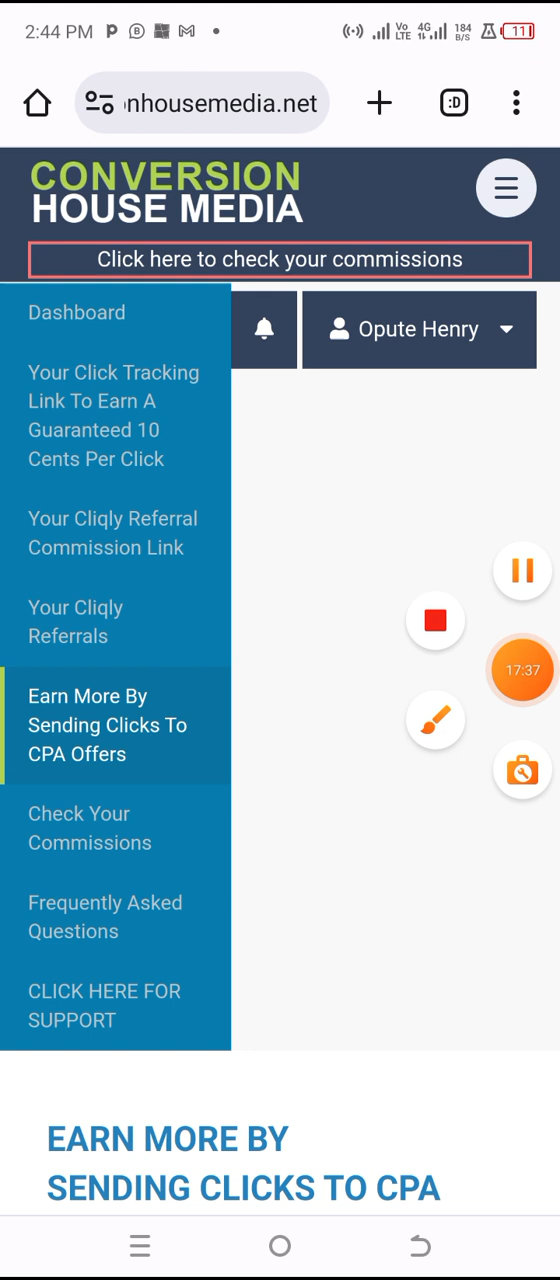 2:44 PM
Vo
LTE
4G
184
B/S
11
nhousemedia.net
:D
CONVERSION
HOUSE MEDIA
Click here to check your commissions
Dashboard
Opute Henry
Your Click Tracking
Link To Earn A
Guaranteed 10
Cents Per Click
Your Cliqly Referral
Commission Link
Your Cliqly
Referrals
17:37
Earn More By
Sending Clicks To
CPA Offers
Check Your
Commissions
Frequently Asked
Questions
CLICK HERE FOR
SUPPORT
EARN MORE BY
SENDING CLICKS TO CPA